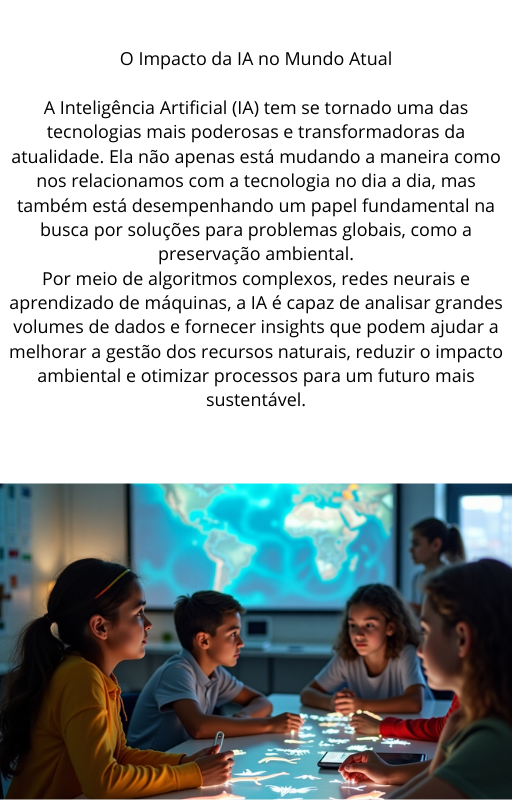 O Impacto da IA no Mundo Atual
A Inteligência Artificial (IA) tem se tornado uma das
tecnologias mais poderosas e transformadoras da
atualidade. Ela não apenas está mudando a maneira como
nos relacionamos com a tecnologia no dia a dia, mas
também está desempenhando um papel fundamental na
busca por soluções para problemas globais, como a
preservação ambiental.
Por meio de algoritmos complexos, redes neurais e
aprendizado de máquinas, a IA é capaz de analisar grandes
volumes de dados e fornecer insights que podem ajudar a
melhorar a gestão dos recursos naturais, reduzir o impacto
ambiental e otimizar processos para um futuro mais
sustentável.